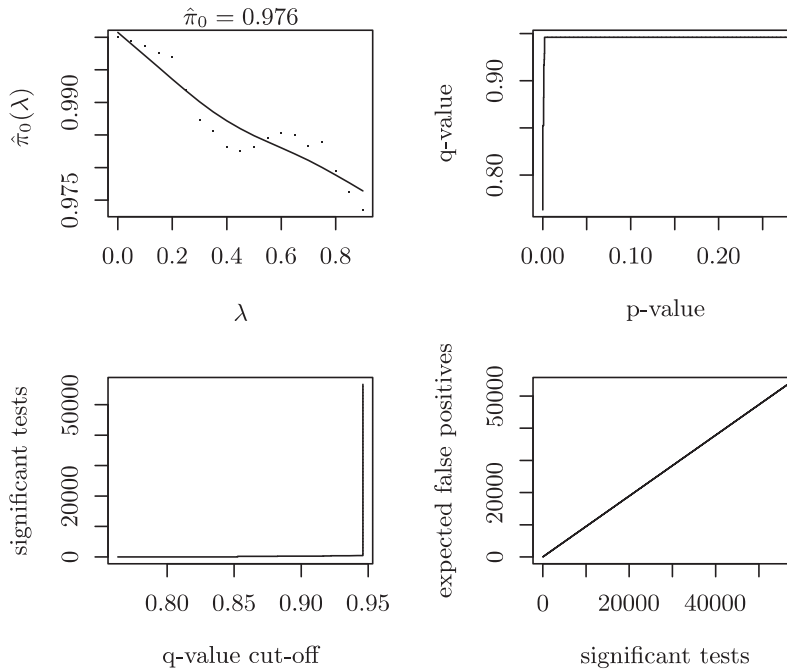 π̂₀ = 0.976
π̂₀(λ)
0.990
0.975
0.0 0.2 0.4 0.6 0.8
λ
q-value
0.90
0.80
0.00 0.10 0.20
p-value
significant tests
50000
20000
0
0.80 0.85 0.90 0.95
q-value cut-off
expected false positives
50000
20000
0
0 20000 40000
significant tests